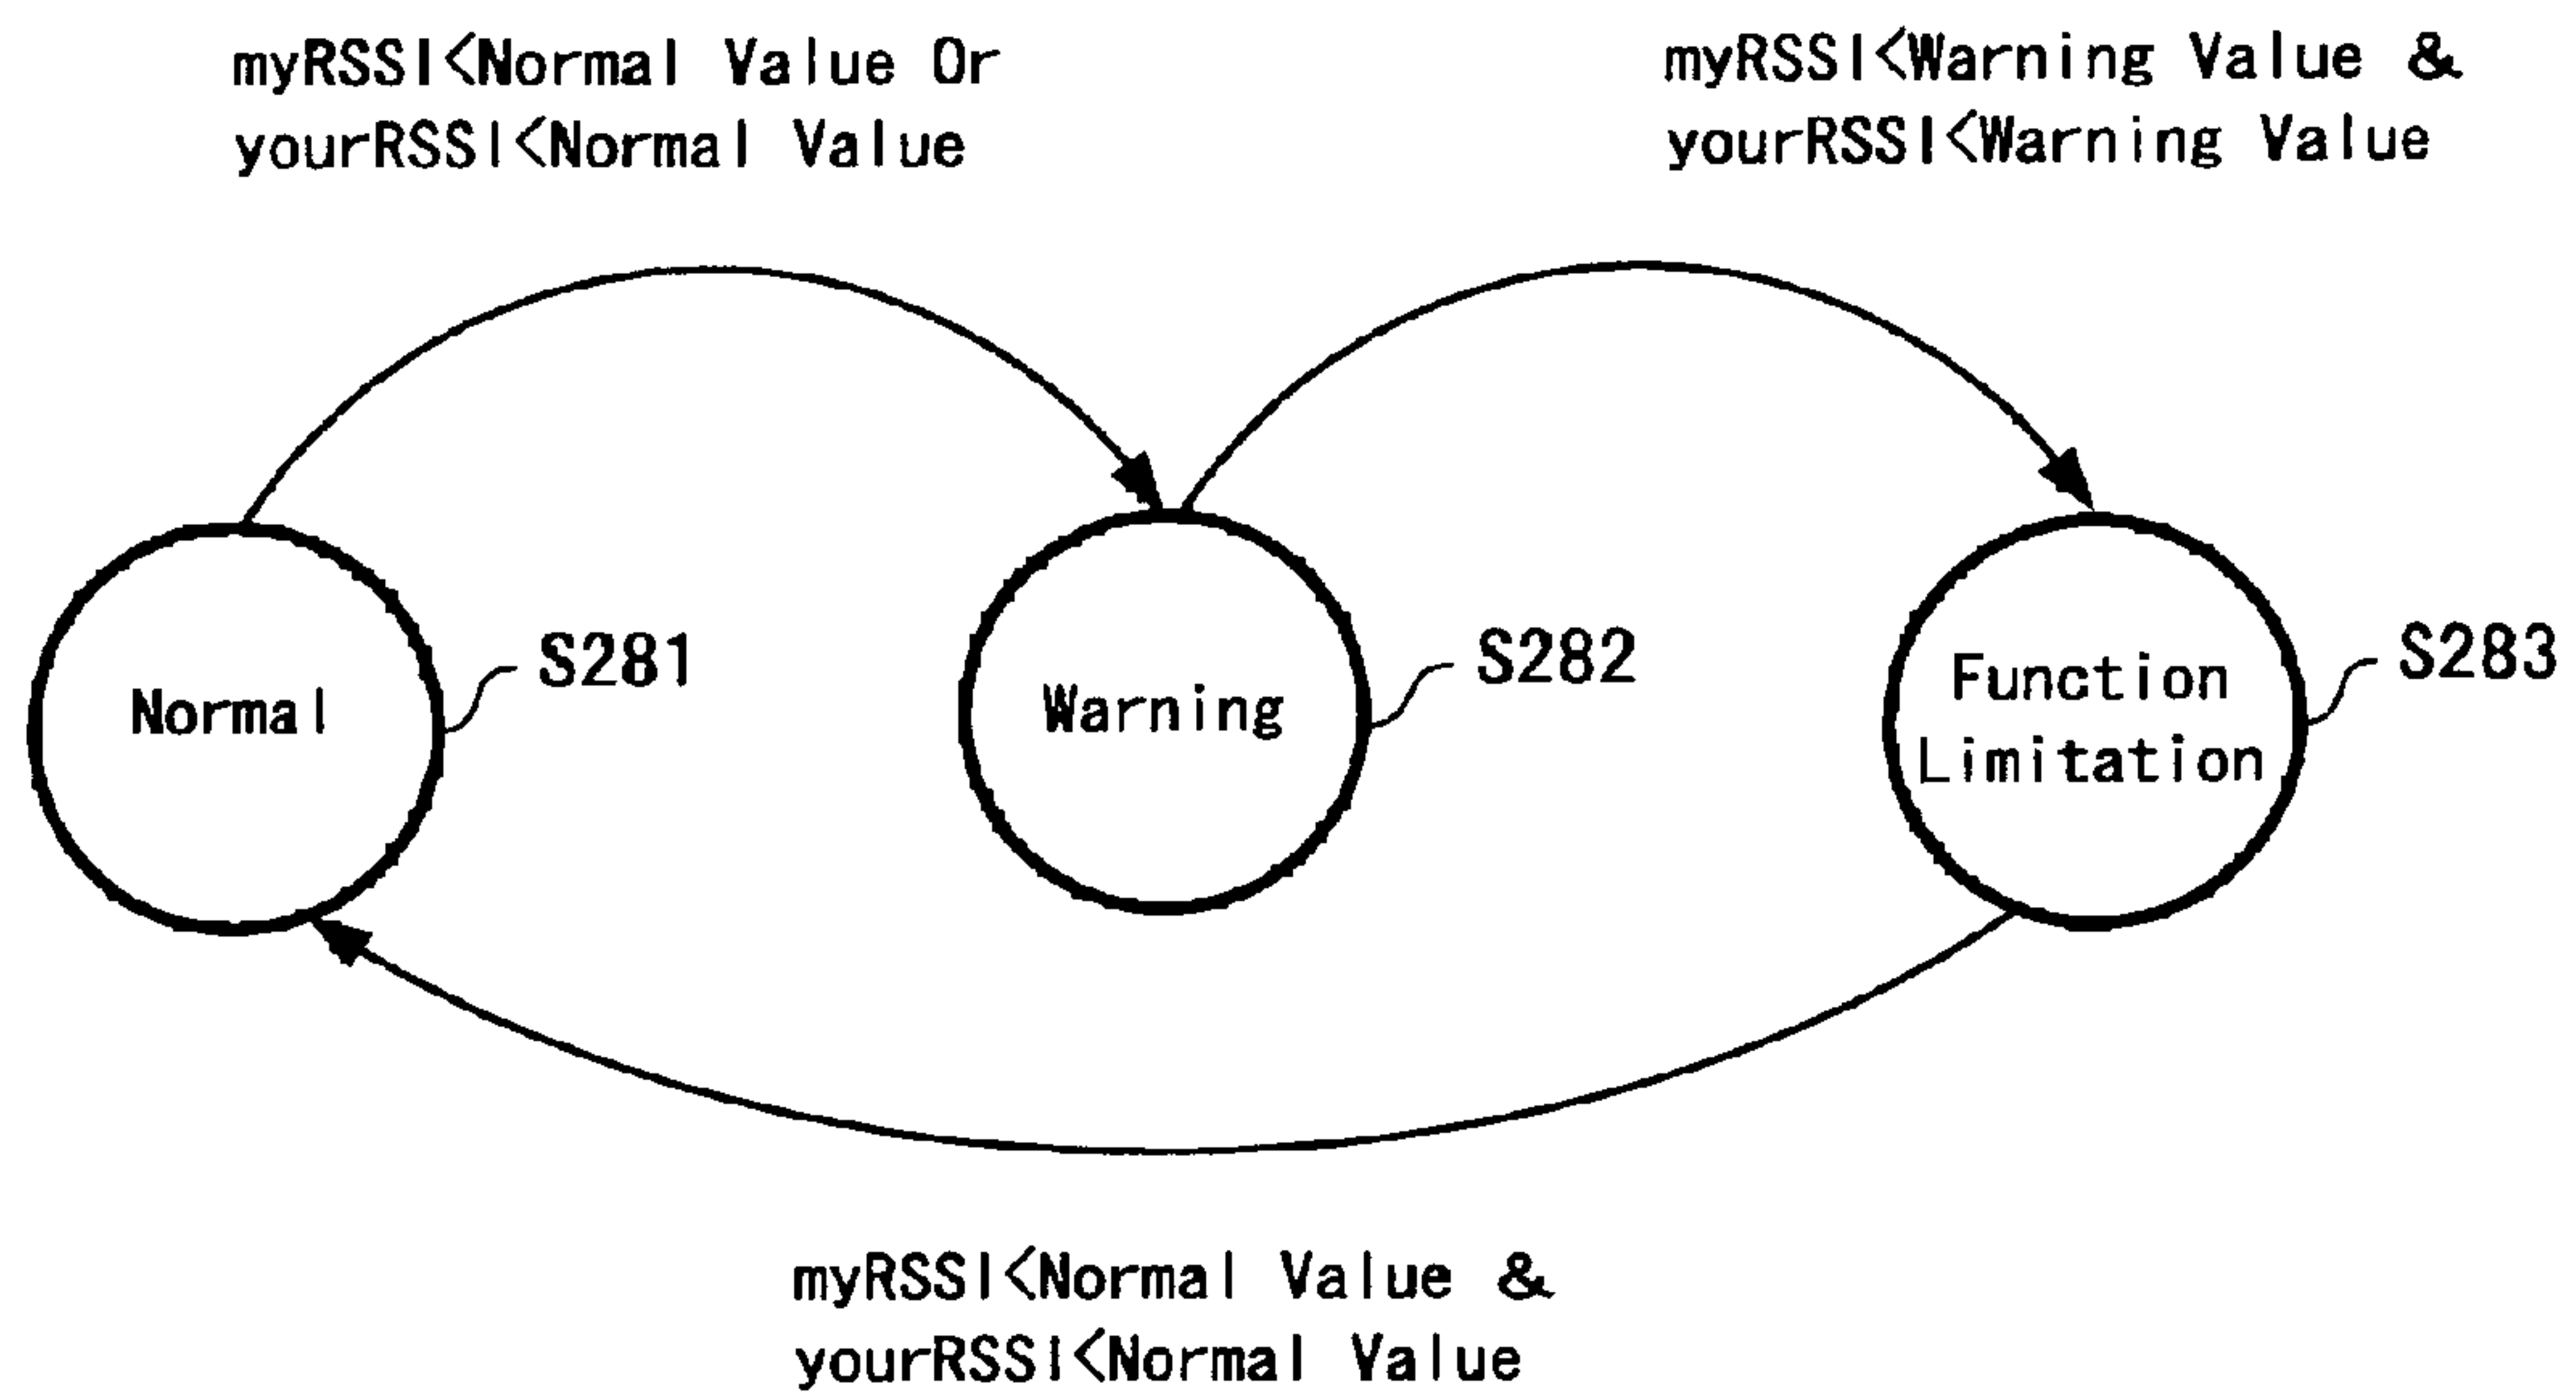 myRSSI<Normal Value Or
yourRSSI<Normal Value
myRSSI<Warning Value &
yourRSSI<Warning Value
Normal
S281
Warning
S282
Function
Limitation
S283
myRSSI<Normal Value &
yourRSSI<Normal Value